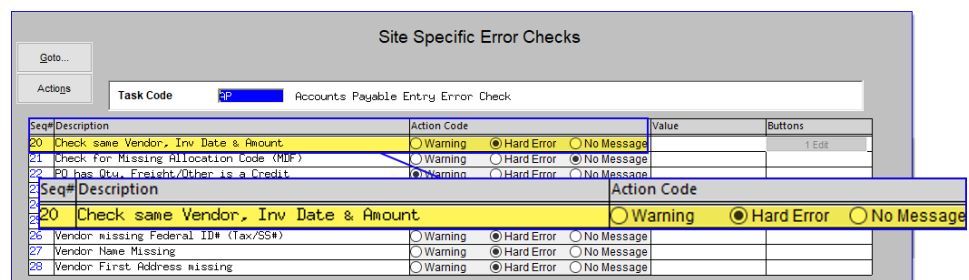 Site Specific Error Checks
Goto...
Actions
Task Code AP Accounts Payable Entry Error Check
Seq# Description Action Code Value Buttons
20 Check same Vendor, Inv Date & Amount Warning Hard Error No Message 1 Edit
21 Check for Missing Allocation Code (MDF) Warning Hard Error No Message
22 PO has Qty, Freight/Other is a Credit Warning Hard Error No Message
Seq# Description Action Code
20 Check same Vendor, Inv Date & Amount Warning Hard Error No Message
26 Vendor missing Federal ID# (Tax/SS#) Warning Hard Error No Message
27 Vendor Name Missing Warning Hard Error No Message
28 Vendor First Address missing Warning Hard Error No Message